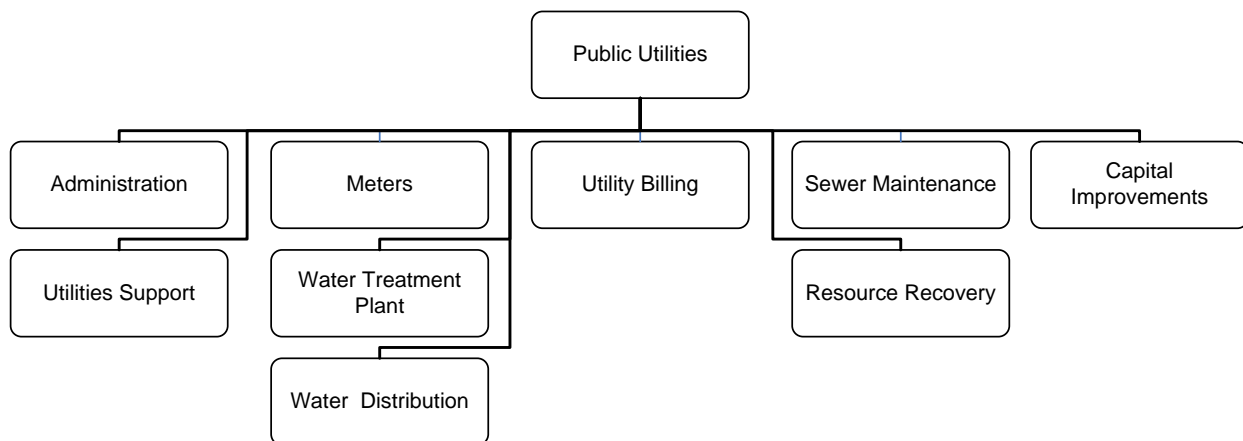 Public Utilities
Administration
Meters
Utility Billing
Sewer Maintenance
Capital
Improvements
Utilities Support
Water Treatment
Plant
Resource Recovery
Water  Distribution